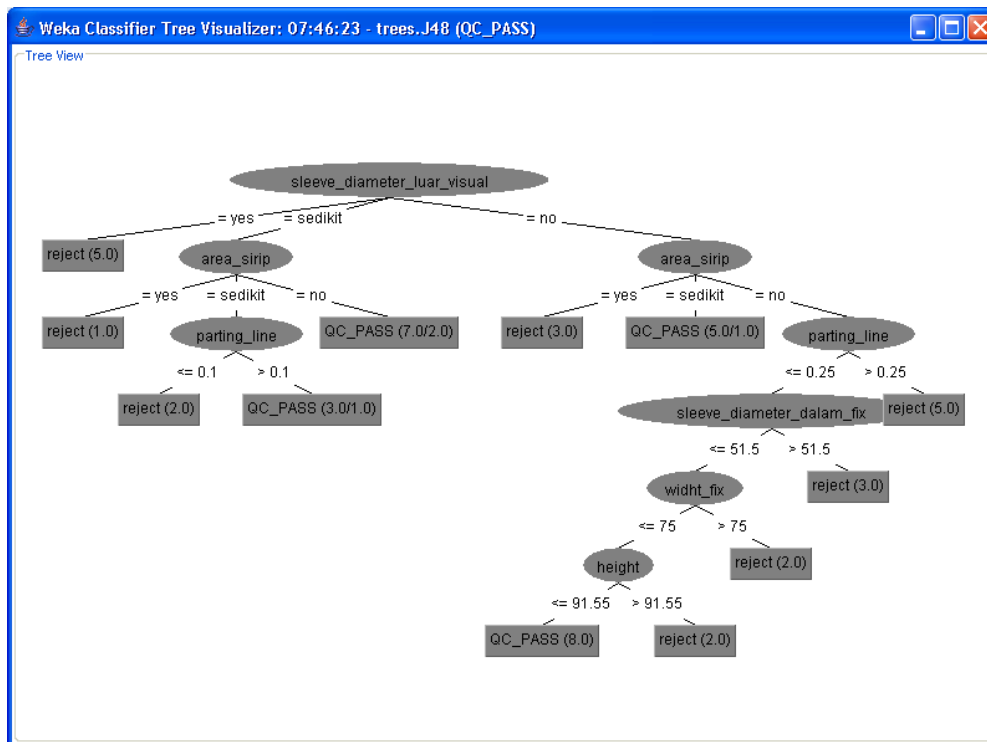 Weka Classifier Tree Visualizer: 07:46:23 - trees.J48 (QC_PASS)
Tree View
sleeve_diameter_luar_visual
= yes = sedikit = no
reject (5.0) area_sirip area_sirip
= yes = sedikit = no = yes = sedikit = no
reject (1.0) parting_line QC_PASS (7.0/2.0) reject (3.0) QC_PASS (5.0/1.0) parting_line
<= 0.1 > 0.1 <= 0.25 > 0.25
reject (2.0) QC_PASS (3.0/1.0) sleeve_diameter_dalam_fix reject (5.0)
<= 51.5 > 51.5
widht_fix reject (3.0)
<= 75 > 75
height reject (2.0)
<= 91.55 > 91.55
QC_PASS (8.0) reject (2.0)